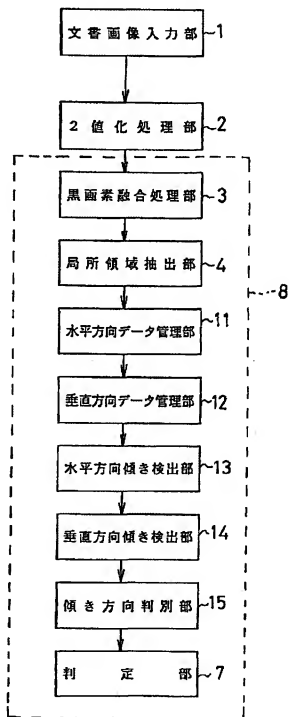 文書画像入力部 1
2値化処理部 2
黒画素融合処理部 3
局所領域抽出部 4
8
水平方向データ管理部 11
垂直方向データ管理部 12
水平方向傾き検出部 13
垂直方向傾き検出部 14
傾き方向判別部 15
判定部 7